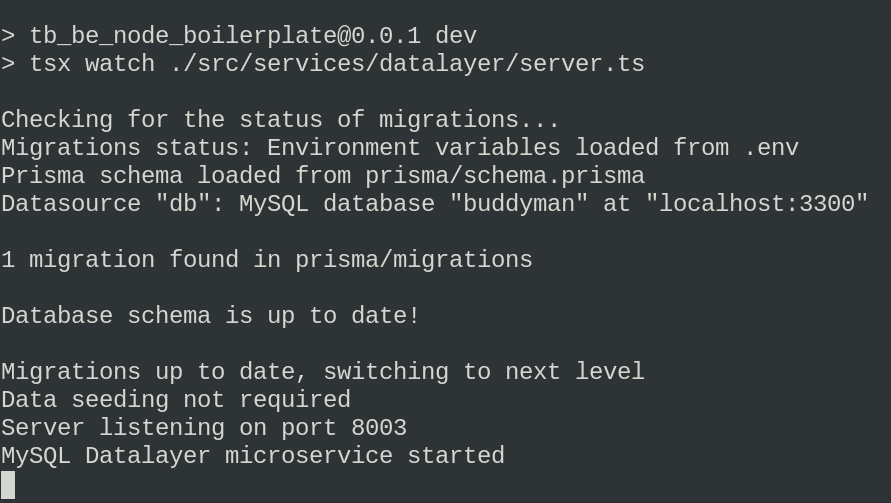 > tb_be_node_boilerplate@0.0.1 dev
> tsx watch ./src/services/datalayer/server.ts
Checking for the status of migrations...
Migrations status: Environment variables loaded from .env
Prisma schema loaded from prisma/schema.prisma
Datasource "db": MySQL database "buddyman" at "localhost:3300"
1 migration found in prisma/migrations
Database schema is up to date!
Migrations up to date, switching to next level
Data seeding not required
Server listening on port 8003
MySQL Datalayer microservice started